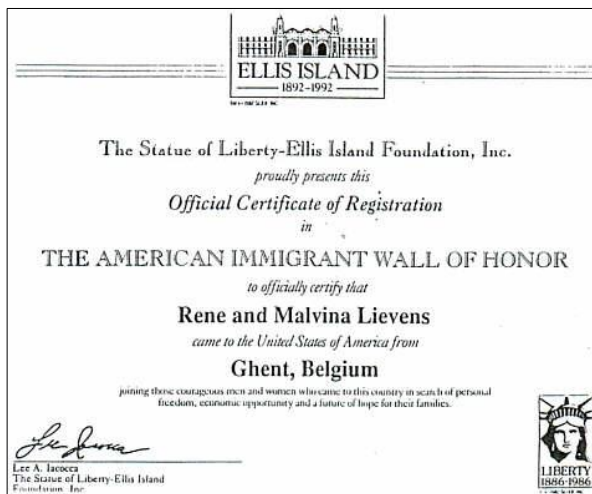 ELLIS ISLAND
1892-1992
The Statue of Liberty-Ellis Island Foundation, Inc.
proudly presents this
Official Certificate of Registration
in
THE AMERICAN IMMIGRANT WALL OF HONOR
to officially certify that
Rene and Malvina Lievens
came to the United States of America from
Ghent, Belgium
joining those courageous men and women who came to this country in search of personal
freedom, economic opportunity and a future of hope for their families.
Lee A. Iacocca
The Statue of Liberty-Ellis Island
Foundation, Inc.
LIBERTY
1886-1986